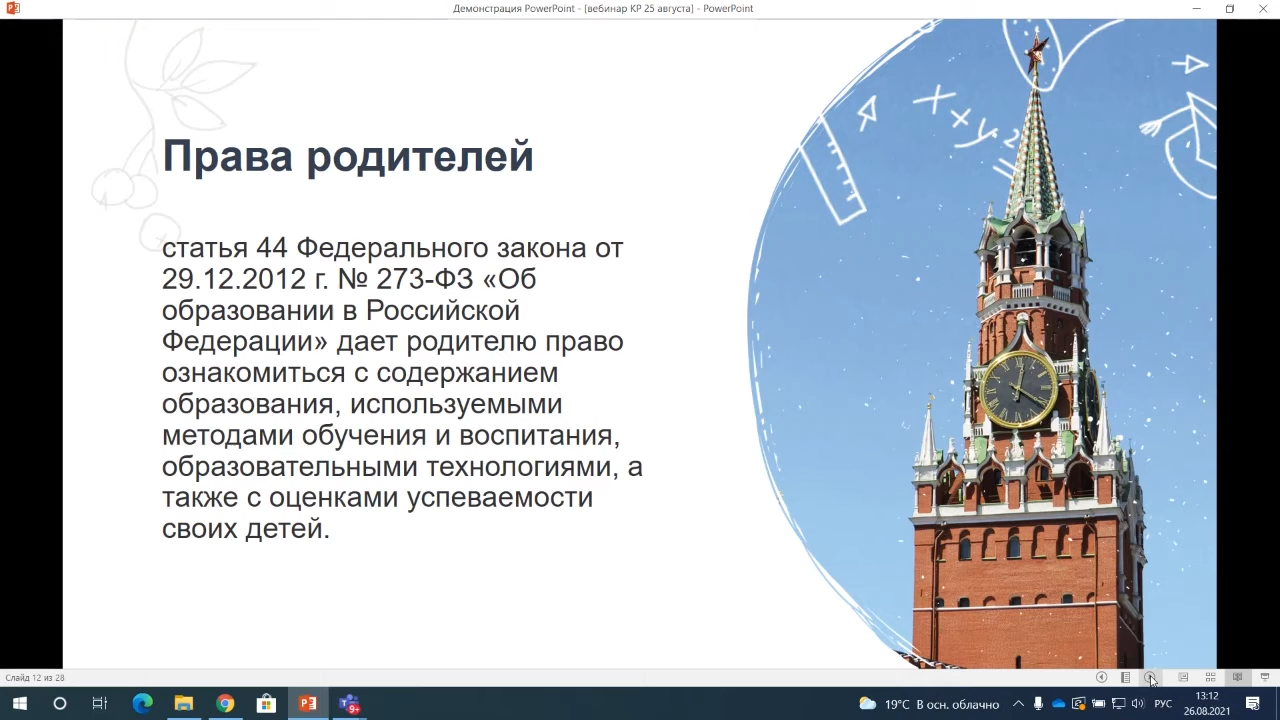 Демонстрация PowerPoint - [вебинар КР 25 августа] - PowerPoint
x
x y. 2
=
Права родителей
статья 44 Федерального закона от
29.12.2012 г. № 273-ФЗ «Об
образовании в Российской
Федерации» дает родителю право
ознакомиться с содержанием
образования, используемыми
методами обучения и воспитания,
образовательными технологиями, а
также с оценками успеваемости
своих детей.
Слайд 12 из 28
9+
19°C В осн. облачно
РУС
13:12
26.08.2021